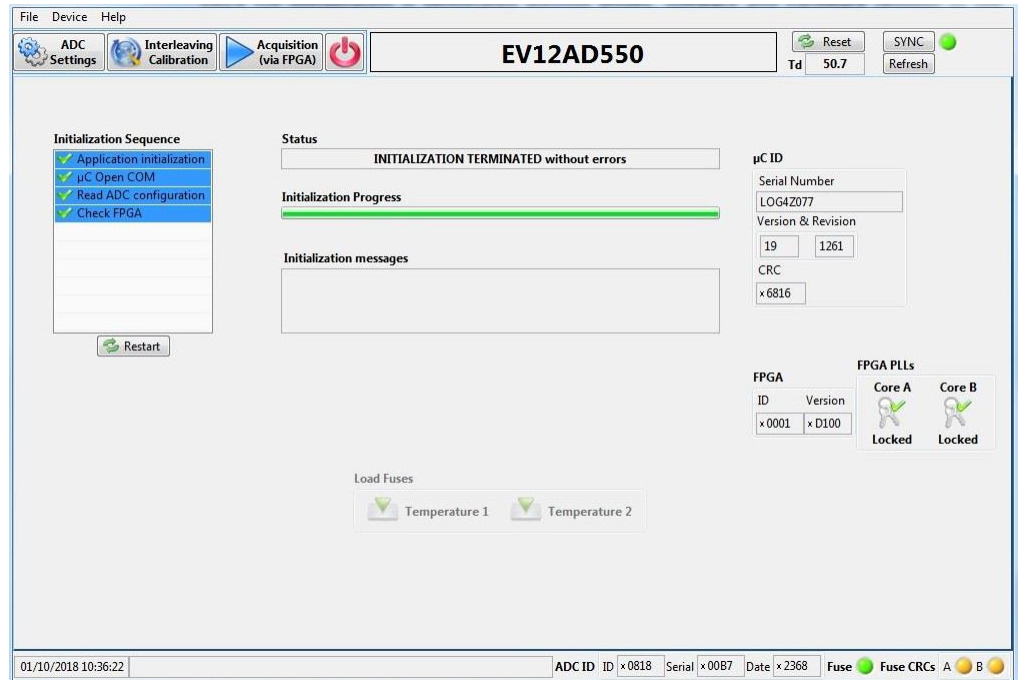 File Device Help
ADC Settings
Interleaving Calibration
Acquisition (via FPGA)
EV12AD550
Reset
Td 50.7
SYNC
Refresh
Initialization Sequence
Application initialization
µC Open COM
Read ADC configuration
Check FPGA
Restart
Status
INITIALIZATION TERMINATED without errors
Initialization Progress
Initialization messages
µC ID
Serial Number
LOG4Z077
Version & Revision
19 1261
CRC
x 6816
FPGA
ID Version
x 0001 x D100
FPGA PLLs
Core A Core B
Locked Locked
Load Fuses
Temperature 1 Temperature 2
01/10/2018 10:36:22
ADC ID ID x 0818 Serial x 00B7 Date x 2368 Fuse Fuse CRCs A B